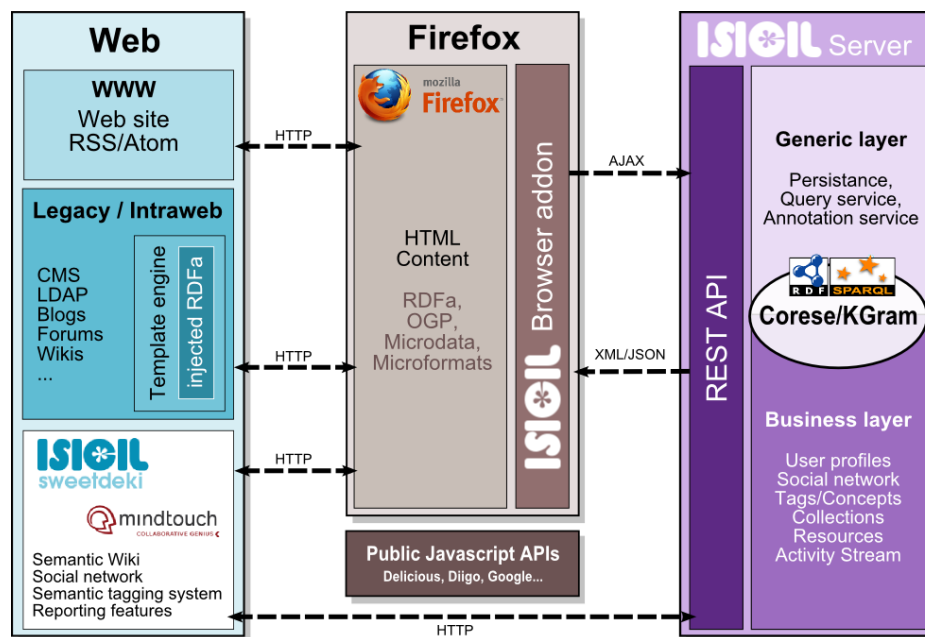 Web
WWW
Web site
RSS/Atom
Legacy / Intraweb
CMS
LDAP
Blogs
Forums
Wikis
...
Template engine
injected RDFa
ISICIL
sweetdeki
mindtouch
COLLABORATIVE GENIUS
Semantic Wiki
Social network
Semantic tagging system
Reporting features
HTTP
HTTP
HTTP
HTTP
Firefox
mozilla
Firefox
HTML
Content
RDFa,
OGP,
Microdata,
Microformats
ISICIL Browser addon
Public Javascript APIs
Delicious, Diigo, Google...
AJAX
XML/JSON
ISICIL Server
REST API
Generic layer
Persistance,
Query service,
Annotation service
RDF SPARQL
Corese/KGram
Business layer
User profiles
Social network
Tags/Concepts
Collections
Resources
Activity Stream